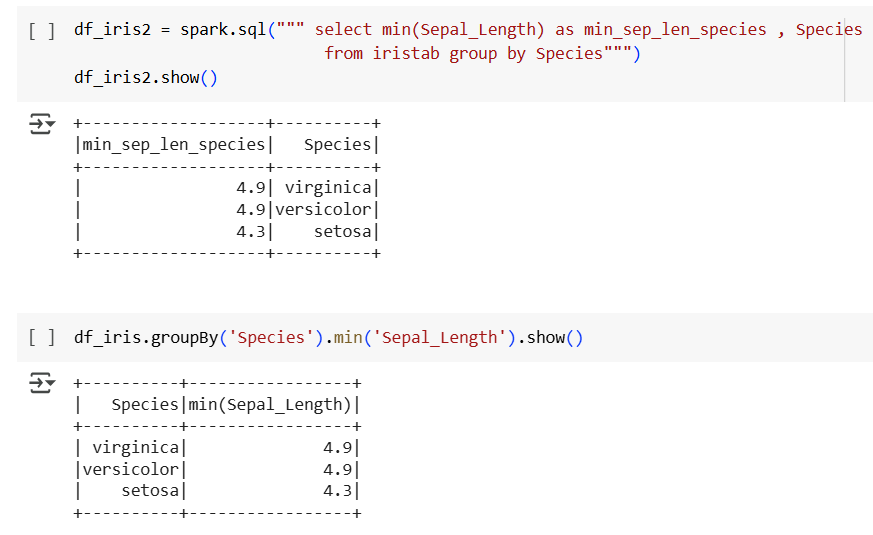 [ ] df_iris2 = spark.sql(""" select min(Sepal_Length) as min_sep_len_species , Species
                         from iristab group by Species""")
    df_iris2.show()
+-------------------+----------+
|min_sep_len_species|   Species|
+-------------------+----------+
|                4.9| virginica|
|                4.9|versicolor|
|                4.3|    setosa|
+-------------------+----------+
[ ] df_iris.groupBy('Species').min('Sepal_Length').show()
+----------+-----------------+
|   Species|min(Sepal_Length)|
+----------+-----------------+
| virginica|              4.9|
|versicolor|              4.9|
|    setosa|              4.3|
+----------+-----------------+